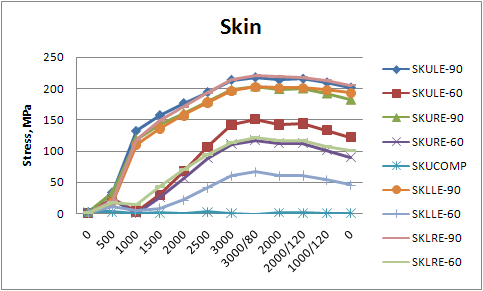 Skin
250
200
150
100
50
0
Stress, MPa
0
500
1000
1500
2000
2500
3000
3000/80
2000
2000/120
1000/120
0
SKULE-90
SKULE-60
SKURE-90
SKURE-60
SKUCOMP
SKLLE-90
SKLLE-60
SKLRE-90
SKLRE-60